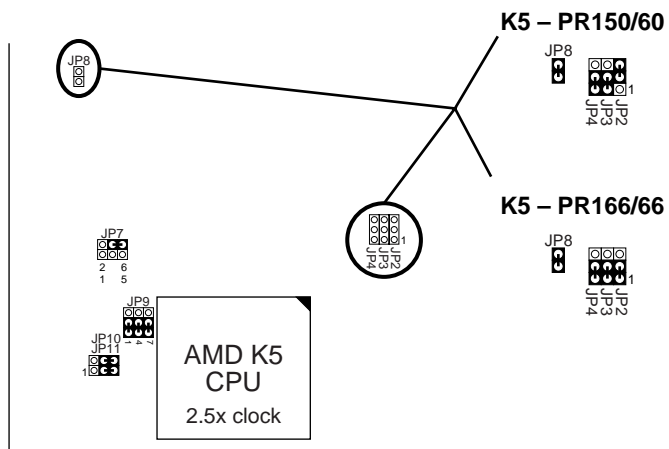 K5 – PR150/60
JP8
JP8
1
JP4
JP3
JP2
K5 – PR166/66
JP8
1
JP4
JP3
JP2
1
JP4
JP3
JP2
JP7
2 6
1 5
JP9
1 4 7
JP10
JP11
1
AMD K5
CPU
2.5x clock